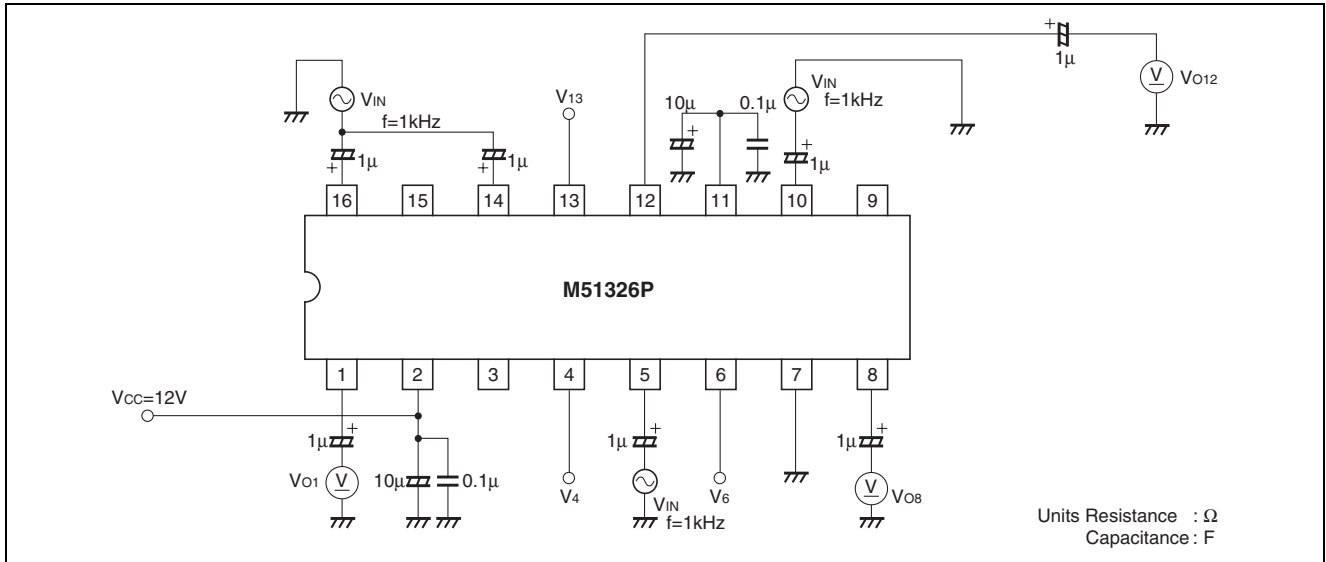 +
1μ
V VO12
VIN
f=1kHz
V13
10μ + 0.1μ
VIN
f=1kHz
+ 1μ
+ 1μ
+ 1μ
16 15 14 13 12 11 10 9
M51326P
1 2 3 4 5 6 7 8
VCC=12V
1μ +
VO1 V
10μ 0.1μ
V4
1μ +
VIN
f=1kHz
V6
1μ +
V VO8
Units Resistance : Ω
Capacitance : F